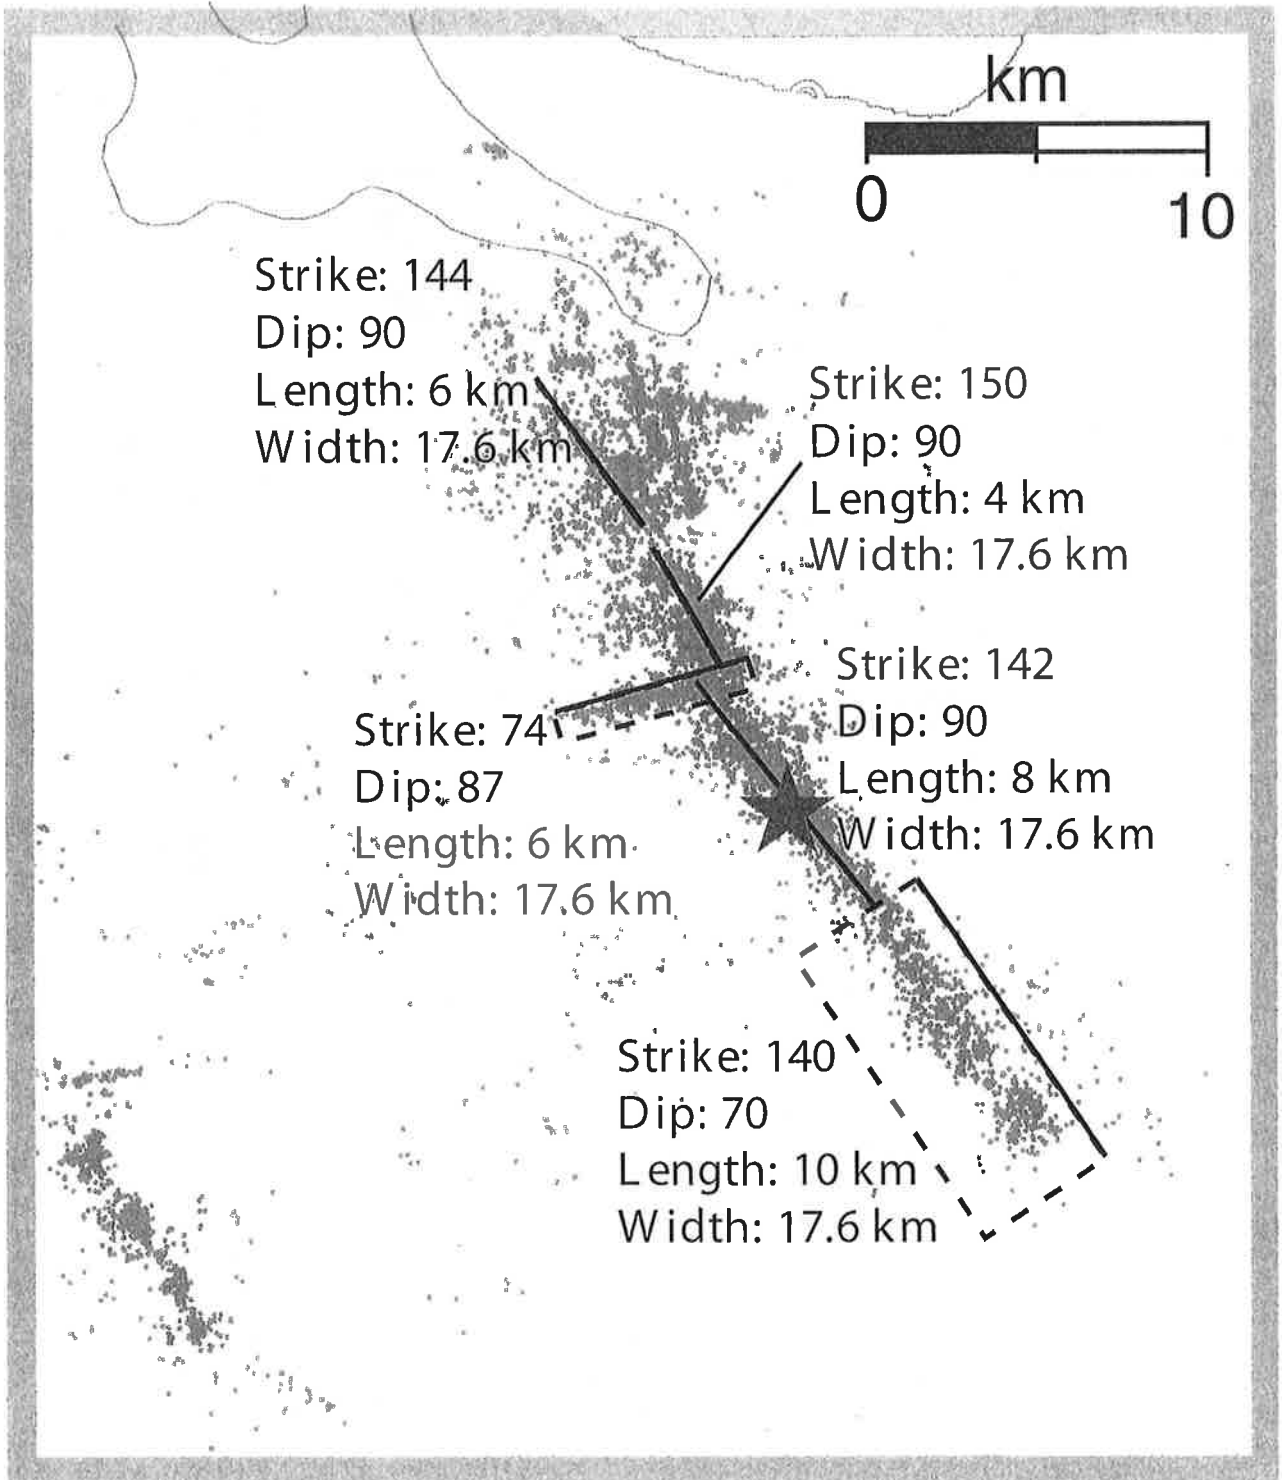 km
0
10
Strike: 144
Dip: 90
Length: 6 km
Width: 17.6 km
Strike: 150
Dip: 90
Length: 4 km
Width: 17.6 km
Strike: 142
Dip: 90
Length: 8 km
Width: 17.6 km
Strike: 74
Dip: 87
Length: 6 km
Width: 17.6 km
Strike: 140
Dip: 70
Length: 10 km
Width: 17.6 km